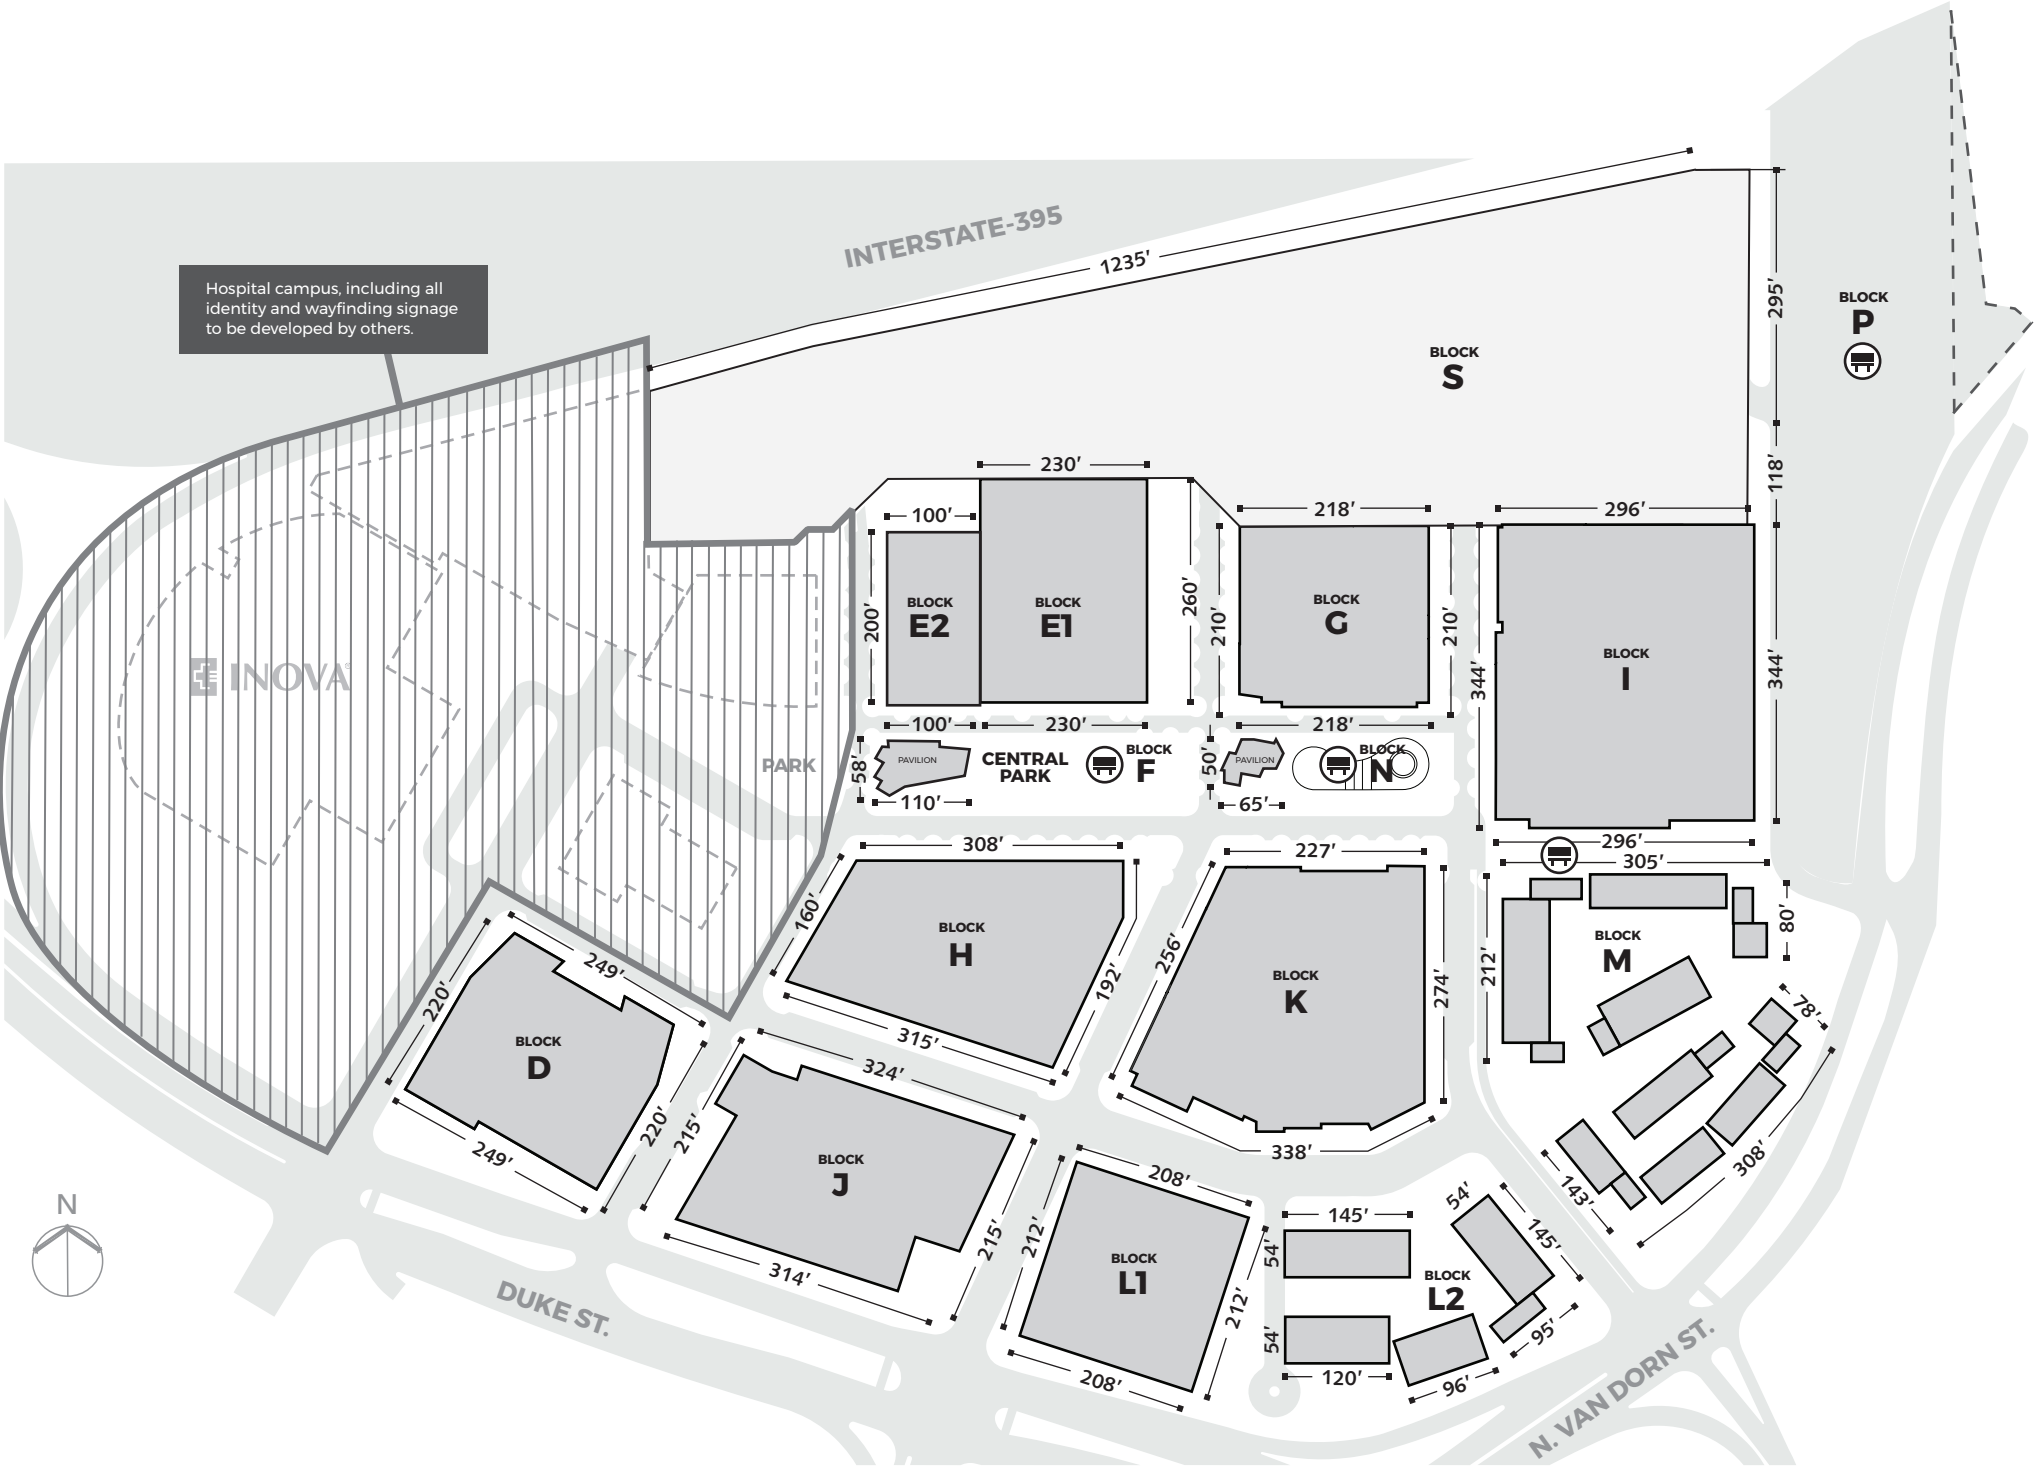 INTERSTATE-395
1235′
Hospital campus, including all
identity and wayfinding signage
to be developed by others.
295′
BLOCK
P
BLOCK
S
118′
230′
100′
218′
296′
200′
BLOCK
E2
BLOCK
E1
260′
210′
BLOCK
G
210′
344′
BLOCK
I
344′
INOVA®
100′
230′
218′
PARK
58′
PAVILION
CENTRAL
PARK
BLOCK
F
50′
PAVILION
BLOCK
N
110′
65′
308′
227′
296′
305′
160′
BLOCK
H
192′
315′
256′
BLOCK
K
274′
338′
212′
BLOCK
M
80′
78′
308′
143′
249′
220′
BLOCK
D
220′
249′
324′
215′
BLOCK
J
215′
314′
208′
212′
BLOCK
L1
212′
208′
145′
54′
54′
145′
BLOCK
L2
54′
120′
96′
95′
N
DUKE ST.
N. VAN DORN ST.